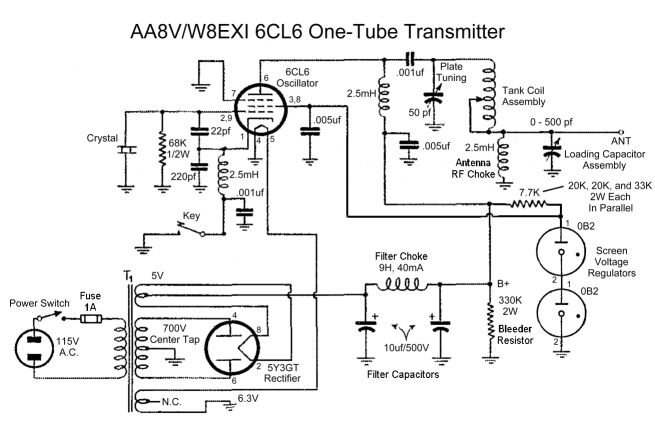 AA8V/W8EXI 6CL6 One-Tube Transmitter
6
6CL6
Oscillator
7
2,9
3,8
1
4
5
.001uf
Plate
Tuning
50 pf
2.5mH
Tank Coil
Assembly
0 - 500 pf
ANT
Loading Capacitor
Assembly
2.5mH
Antenna
RF Choke
.005uf
.005uf
Crystal
68K
1/2W
22pf
220pf
2.5mH
.001uf
Key
7.7K
20K, 20K, and 33K
2W Each
In Parallel
1
0B2
2
Screen
Voltage
Regulators
1
0B2
2
Filter Choke
9H, 40mA
B+
330K
2W
Bleeder
Resistor
+
+
10uf/500V
Filter Capacitors
T1
5V
Power Switch
Fuse
1A
115V
A.C.
700V
Center Tap
4
8
2
6
5Y3GT
Rectifier
N.C.
6.3V